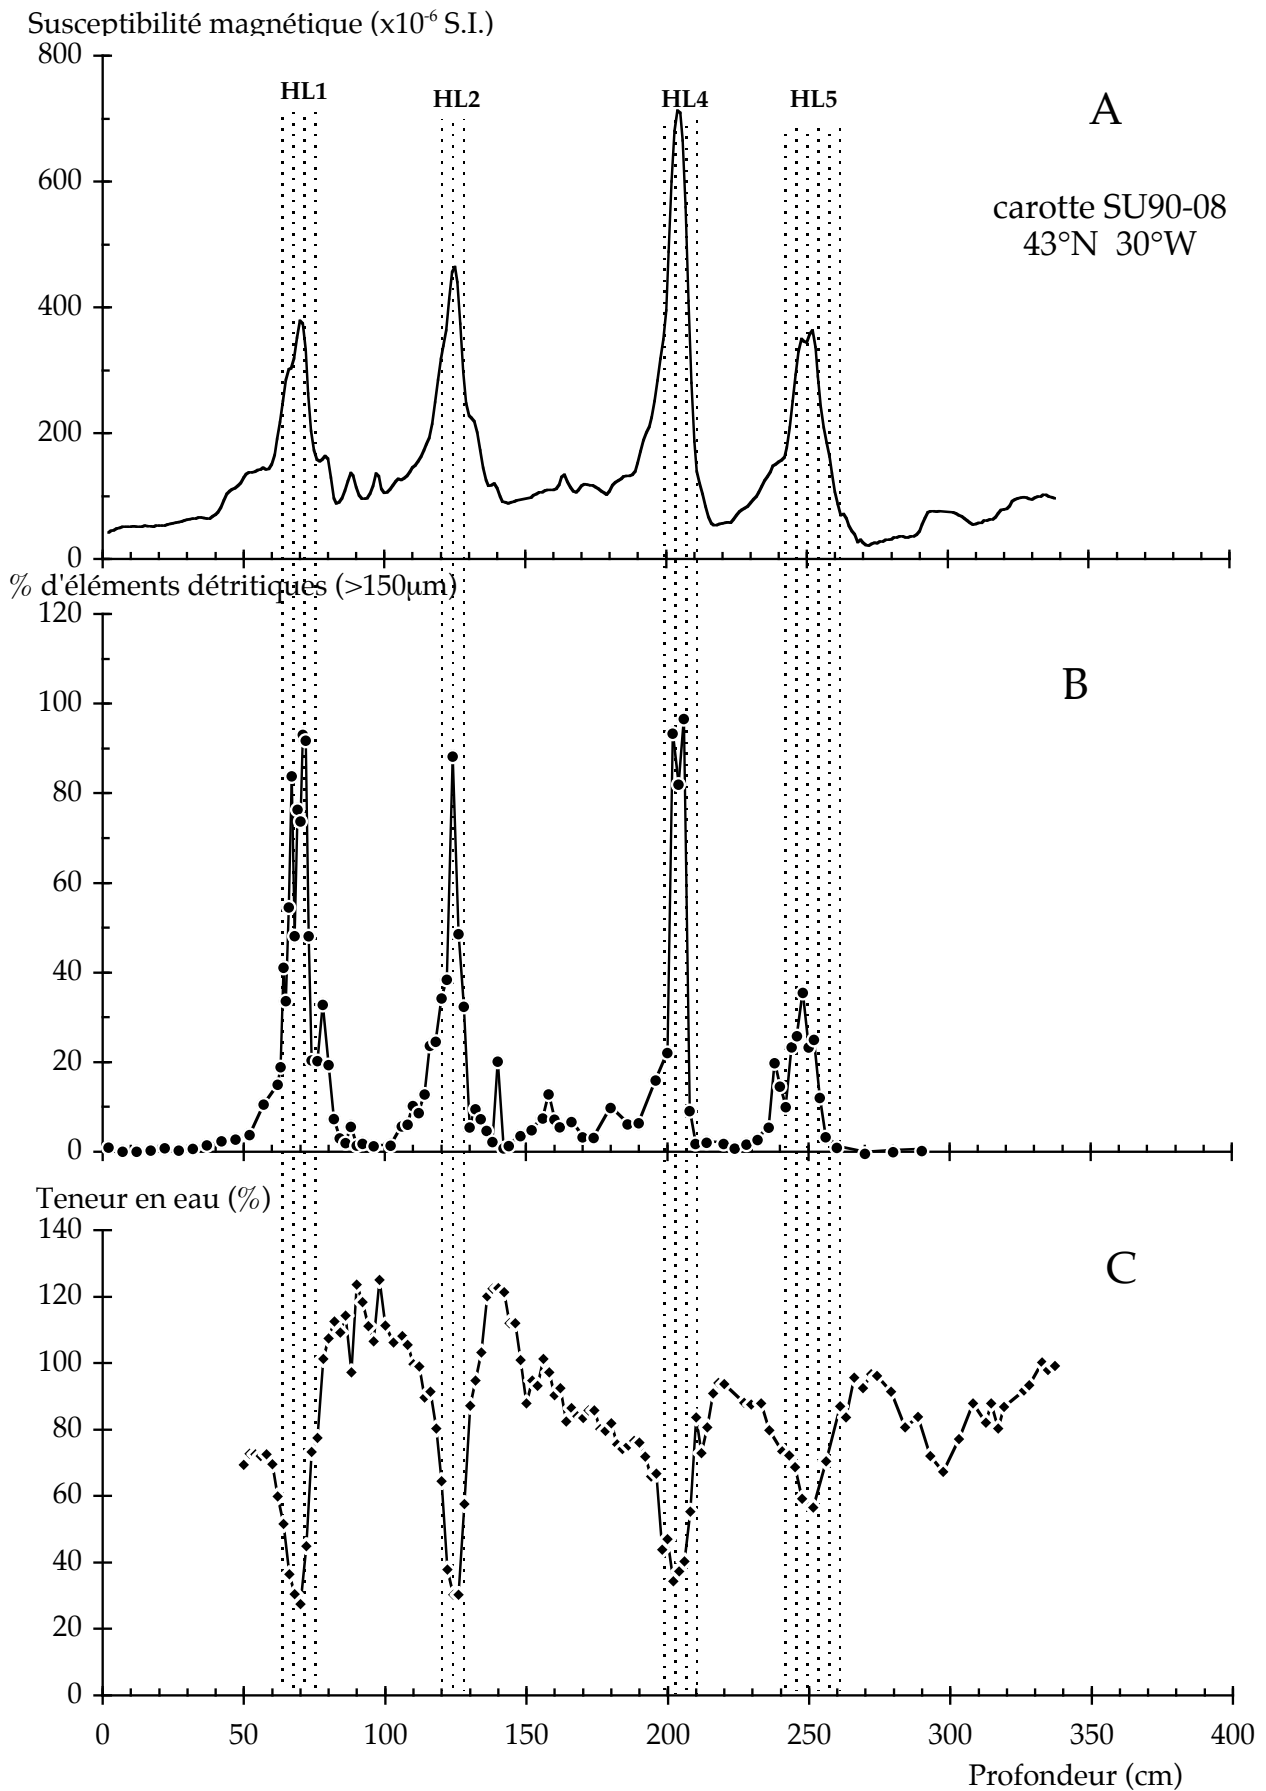 Susceptibilité magnétique (x10⁻⁶ S.I.)
800
HL1
HL2
HL4
HL5
A
600
carotte SU90-08
43°N 30°W
400
200
0
% d'éléments détritiques (>150µm)
120
B
100
80
60
40
20
0
Teneur en eau (%)
140
C
120
100
80
60
40
20
0
0 50 100 150 200 250 300 350 400
Profondeur (cm)